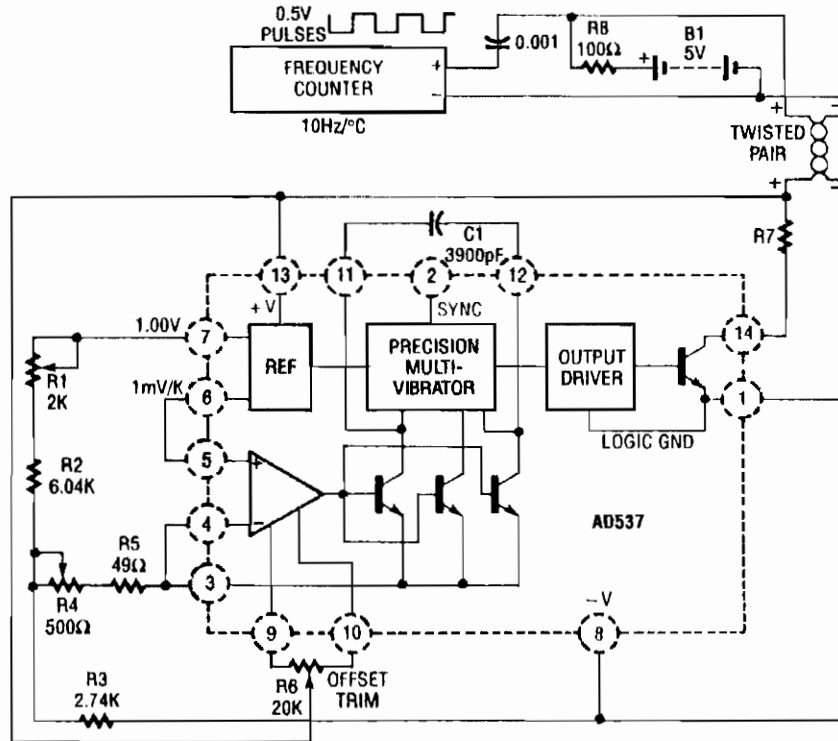 0.5V
PULSES
FREQUENCY
COUNTER
+
−
10Hz/°C
0.001
R8
100Ω
+
B1
5V
+
−
TWISTED
PAIR
+
−
R7
C1
3900pF
13
11
2
12
+V
SYNC
1.00V
7
REF
PRECISION
MULTI-
VIBRATOR
OUTPUT
DRIVER
14
R1
2K
1mV/K
6
1
LOGIC GND
R2
6.04K
5
+
4
−
AD537
R5
49Ω
3
R4
500Ω
−V
9
10
8
R3
2.74K
R6
20K
OFFSET
TRIM